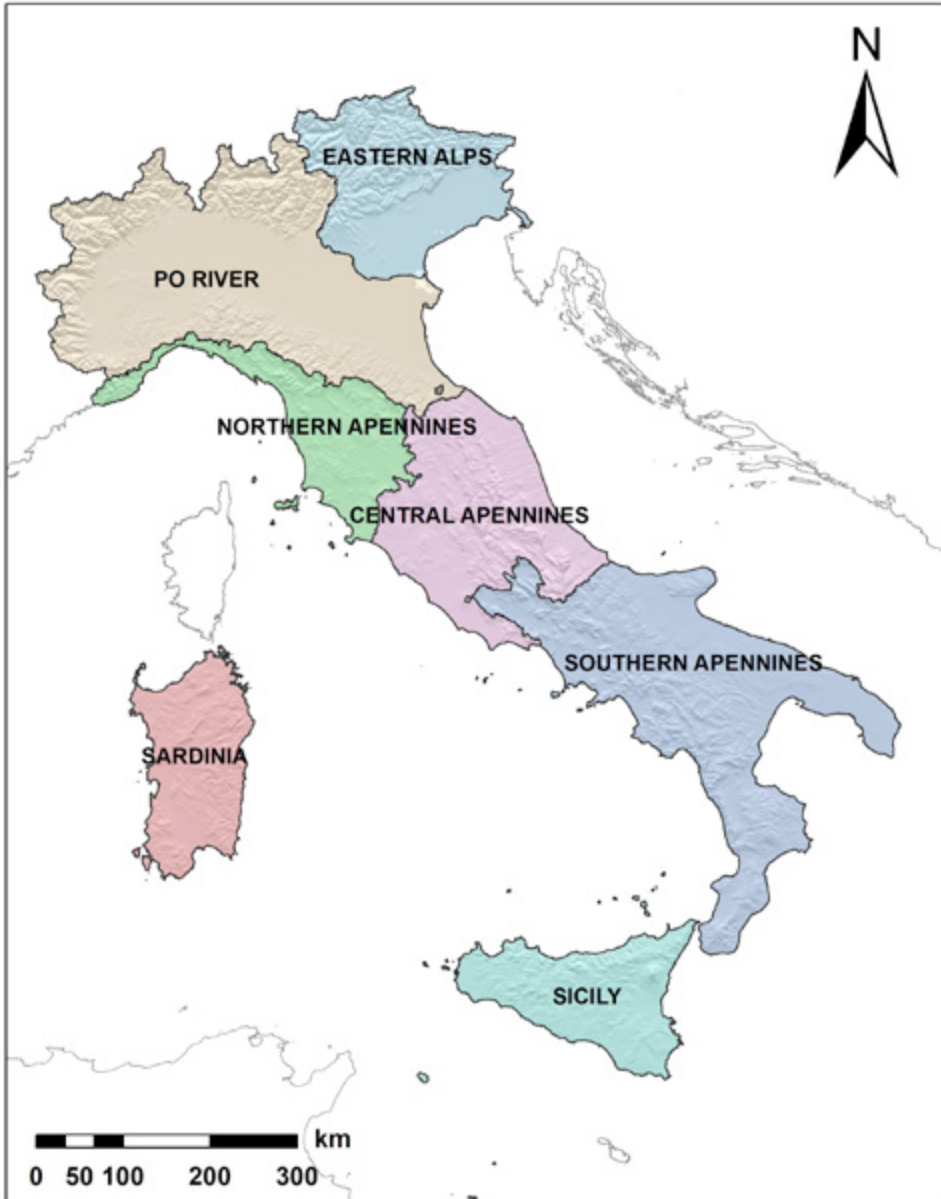 N
EASTERN ALPS
PO RIVER
NORTHERN APENNINES
CENTRAL APENNINES
SOUTHERN APENNINES
SARDINIA
SICILY
km
0 50 100 200 300